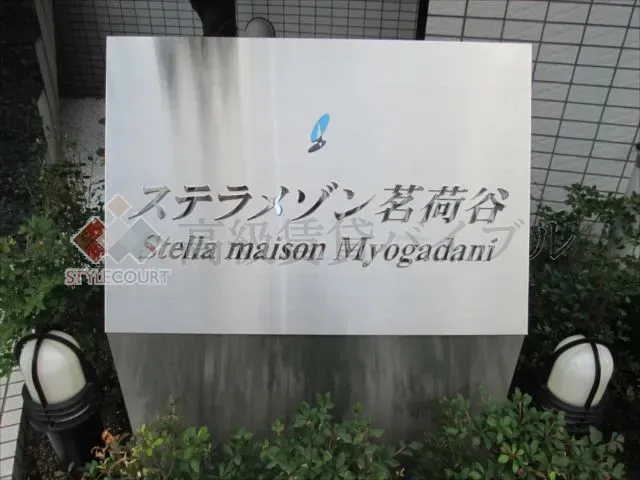 ステラメゾン茗荷谷
Stella maison Myogadani
高級賃貸バイブル
STYLECOURT